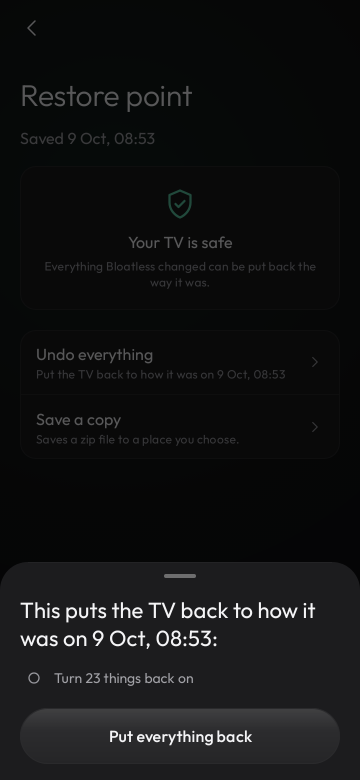 Restore point
Saved 9 Oct, 08:53
Your TV is safe
Everything Bloatless changed can be put back the
way it was.
Undo everything
Put the TV back to how it was on 9 Oct, 08:53
Save a copy
Saves a zip file to a place you choose.
This puts the TV back to how it
was on 9 Oct, 08:53:
Turn 23 things back on
Put everything back